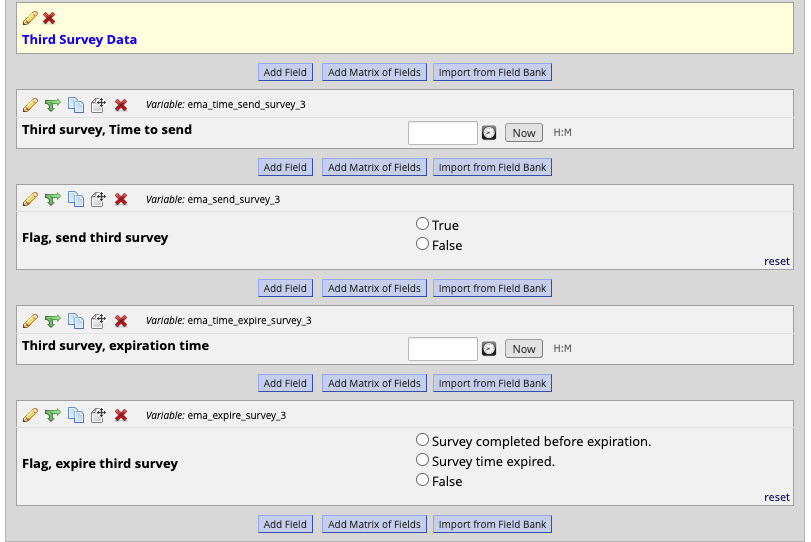 Third Survey Data
Add Field Add Matrix of Fields Import from Field Bank
Variable: ema_time_send_survey_3
Third survey, Time to send Now H:M
Add Field Add Matrix of Fields Import from Field Bank
Variable: ema_send_survey_3
Flag, send third survey
True
False
reset
Add Field Add Matrix of Fields Import from Field Bank
Variable: ema_time_expire_survey_3
Third survey, expiration time Now H:M
Add Field Add Matrix of Fields Import from Field Bank
Variable: ema_expire_survey_3
Flag, expire third survey
Survey completed before expiration.
Survey time expired.
False
reset
Add Field Add Matrix of Fields Import from Field Bank